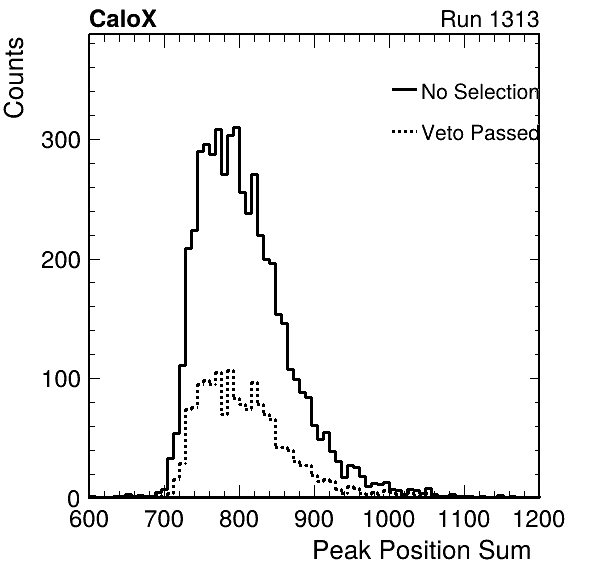 CaloX Run 1313
Counts
No Selection
Veto Passed
300
200
100
0
600 700 800 900 1000 1100 1200
Peak Position Sum